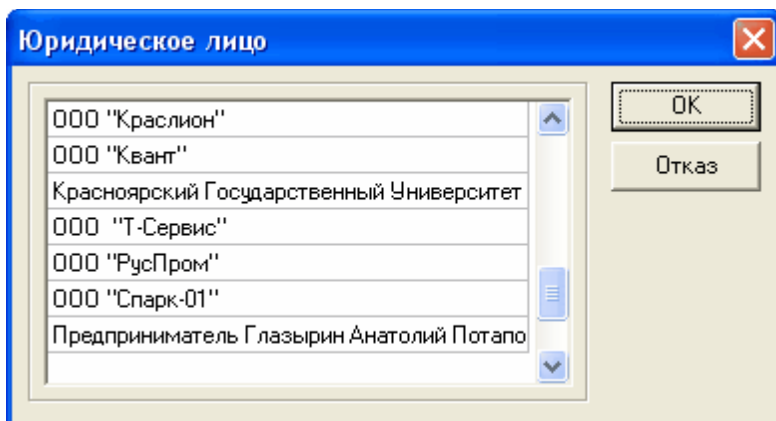 Юридическое лицо
ООО "Краслион"
ООО "Квант"
Красноярский Государственный Университет
ООО  "Т-Сервис"
ООО "РусПром"
ООО "Спарк-01"
Предприниматель Глазырин Анатолий Потапо
OK
Отказ